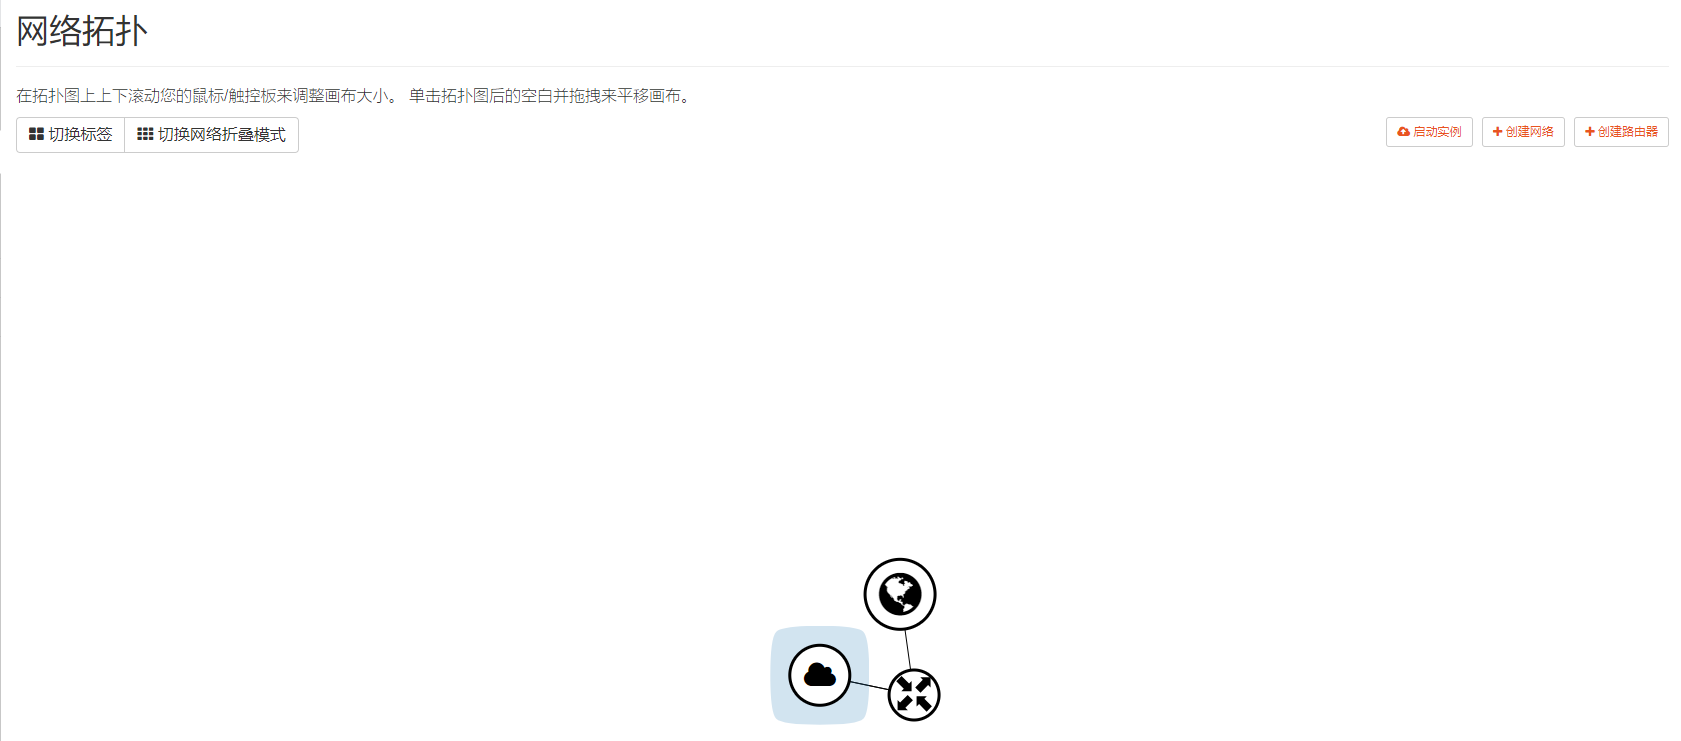 网络拓扑
在拓扑图上上下滚动您的鼠标/触控板来调整画布大小。 单击拓扑图后的空白并拖拽来平移画布。
切换标签 切换网络折叠模式 启动实例 创建网络 创建路由器